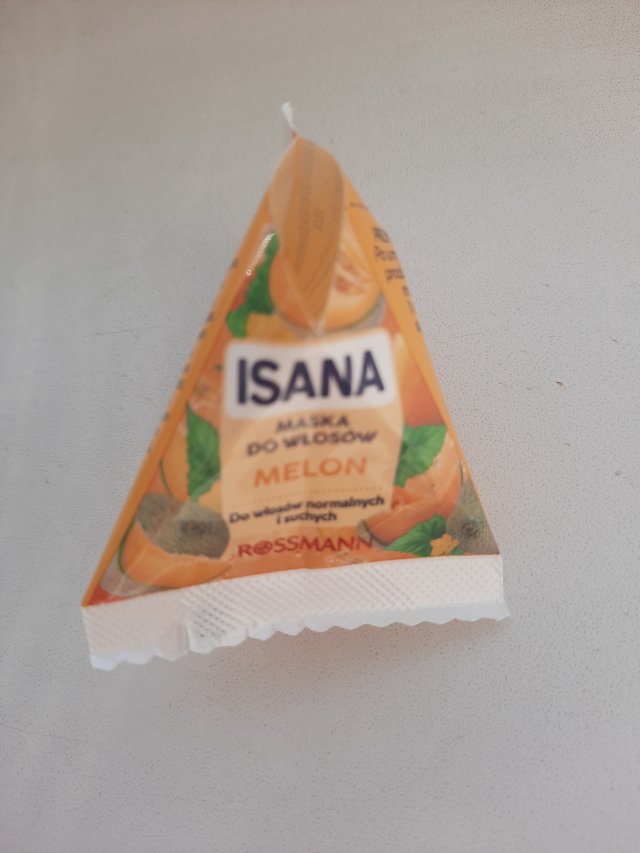 ISANA
MASKA
DO WŁOSÓW
MELON
Do włosów normalnych
i suchych
ROSSMANN